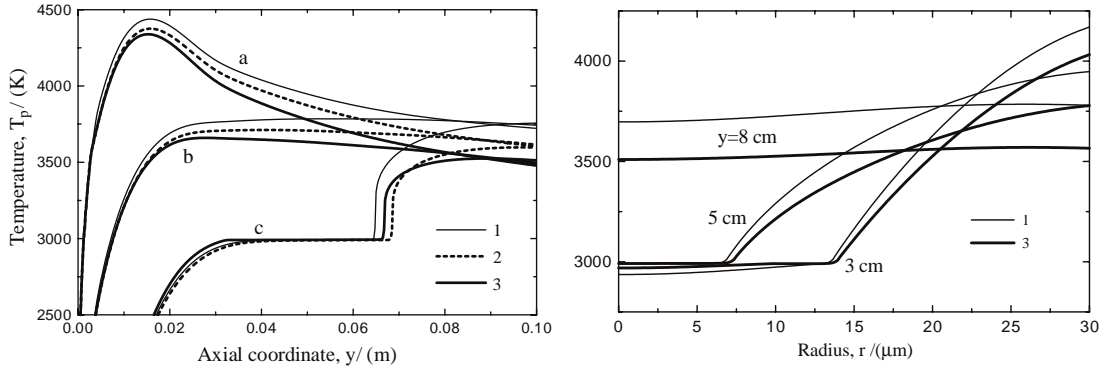 4500
4000
3500
3000
2500
Temperature, Tp/ (K)
a
b
c
1
2
3
0.00
0.02
0.04
0.06
0.08
0.10
Axial coordinate, y/ (m)
4000
3500
3000
y=8 cm
5 cm
3 cm
1
3
0
5
10
15
20
25
30
Radius, r /(μm)